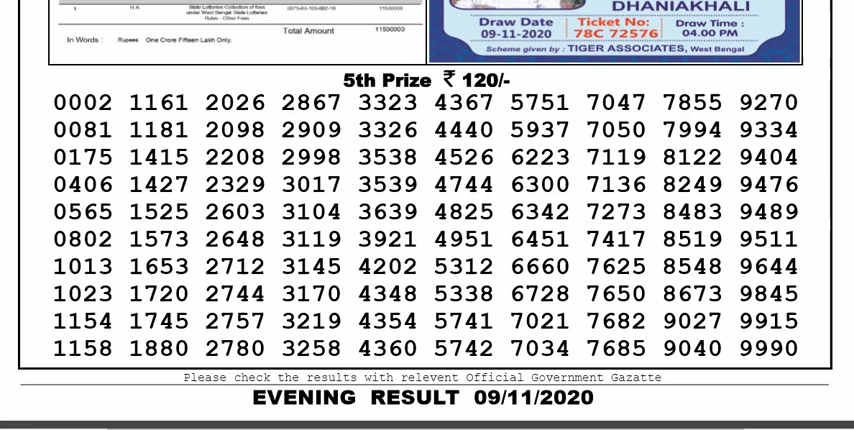 DHANIAKHALI
1 N.A State Lotteries Collection of fees 0075-00-105-002-16 11500000
under West Bengal State Lotteries
Rules - Other Fees
Total Amount 11500000
In Words : Rupees One Crore Fifteen Lakh Only.
Draw Date Ticket No: Draw Time :
09-11-2020 78C 72576 04.00 PM
Scheme given by : TIGER ASSOCIATES, West Bengal
5th Prize ₹ 120/-
0002 1161 2026 2867 3323 4367 5751 7047 7855 9270
0081 1181 2098 2909 3326 4440 5937 7050 7994 9334
0175 1415 2208 2998 3538 4526 6223 7119 8122 9404
0406 1427 2329 3017 3539 4744 6300 7136 8249 9476
0565 1525 2603 3104 3639 4825 6342 7273 8483 9489
0802 1573 2648 3119 3921 4951 6451 7417 8519 9511
1013 1653 2712 3145 4202 5312 6660 7625 8548 9644
1023 1720 2744 3170 4348 5338 6728 7650 8673 9845
1154 1745 2757 3219 4354 5741 7021 7682 9027 9915
1158 1880 2780 3258 4360 5742 7034 7685 9040 9990
Please check the results with relevent Official Government Gazatte
EVENING RESULT 09/11/2020